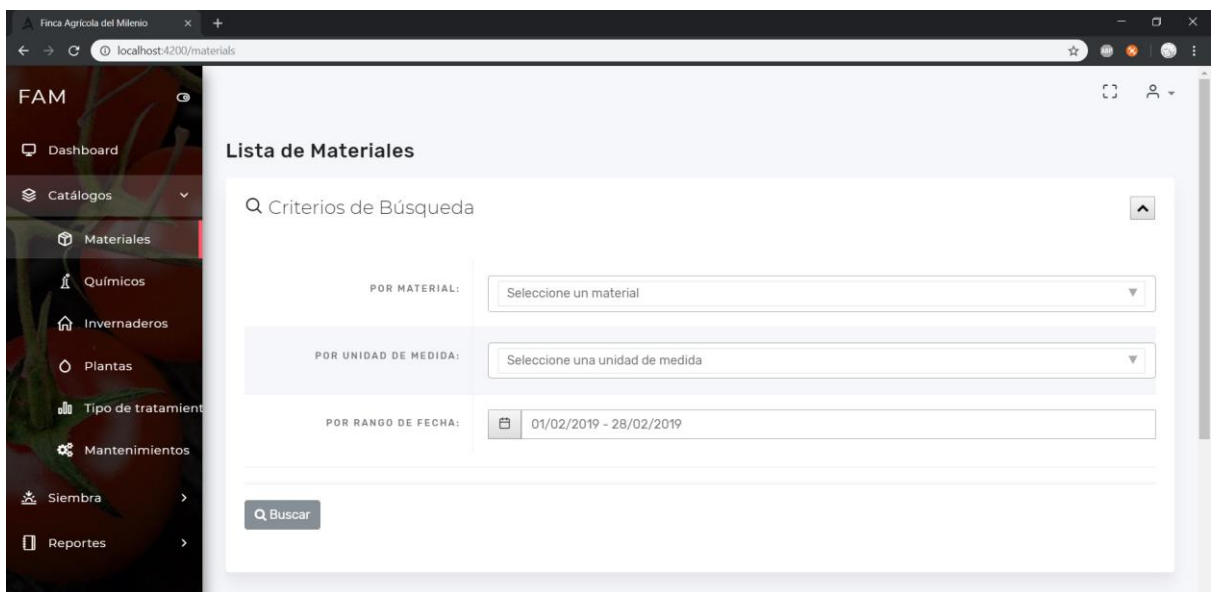 Finca Agrícola del Milenio
localhost:4200/materials
FAM
Dashboard
Catálogos
Materiales
Químicos
Invernaderos
Plantas
Tipo de tratamient
Mantenimientos
Siembra
Reportes
Lista de Materiales
Criterios de Búsqueda
POR MATERIAL:
Seleccione un material
POR UNIDAD DE MEDIDA:
Seleccione una unidad de medida
POR RANGO DE FECHA:
01/02/2019 - 28/02/2019
Buscar